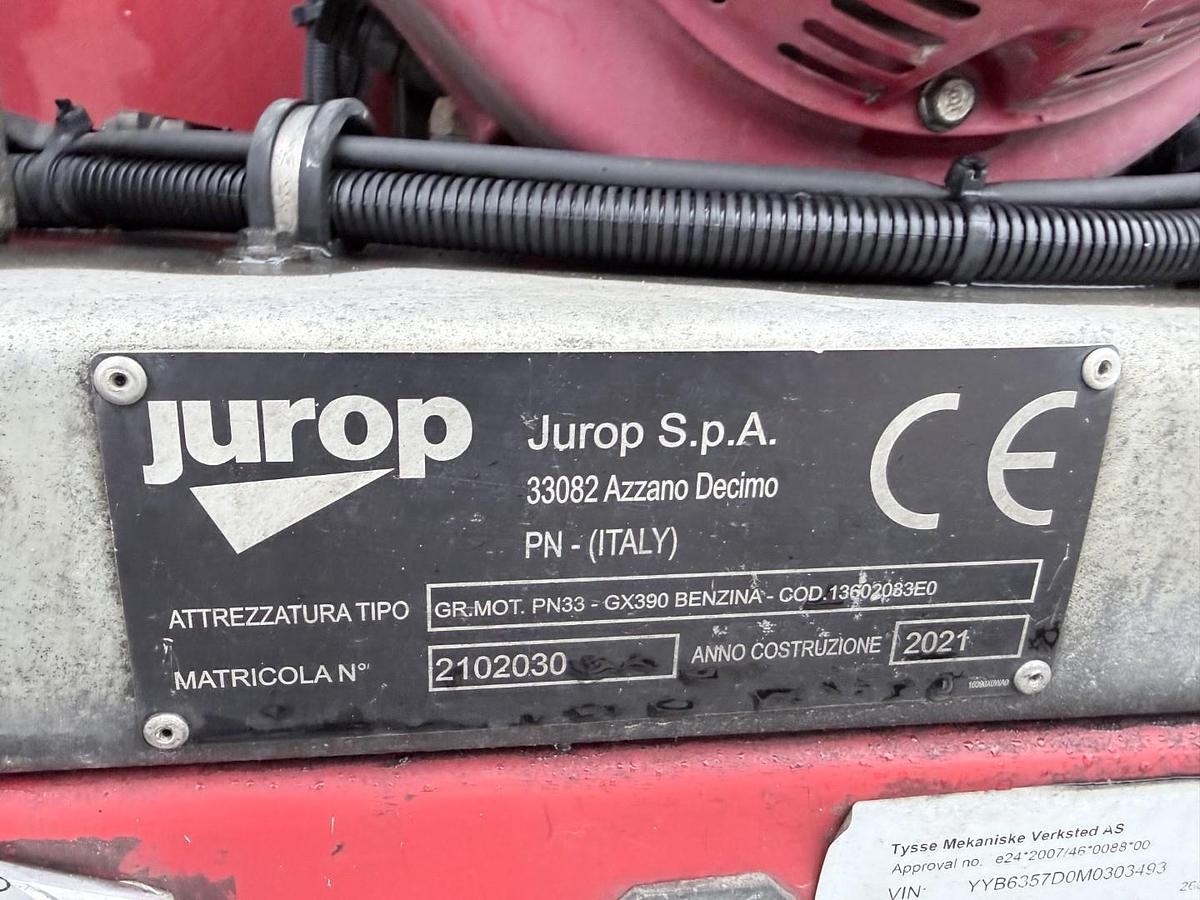 jurop
Jurop S.p.A.
33082 Azzano Decimo
PN - (ITALY)
CE
ATTREZZATURA TIPO GR.MOT. PN33 - GX390 BENZINA - COD.13602083E0
MATRICOLA N° 2102030 ANNO COSTRUZIONE 2021
Tysse Mekaniske Verksted AS
Approval no. e24*2007/46*0088*00
VIN: YYB6357D0M0303493